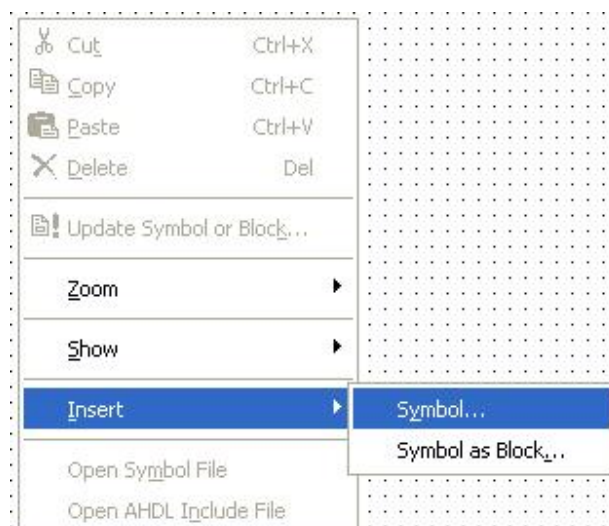 Cut Ctrl+X
Copy Ctrl+C
Paste Ctrl+V
Delete Del
Update Symbol or Block...
Zoom
Show
Insert
Symbol...
Symbol as Block...
Open Symbol File
Open AHDL Include File